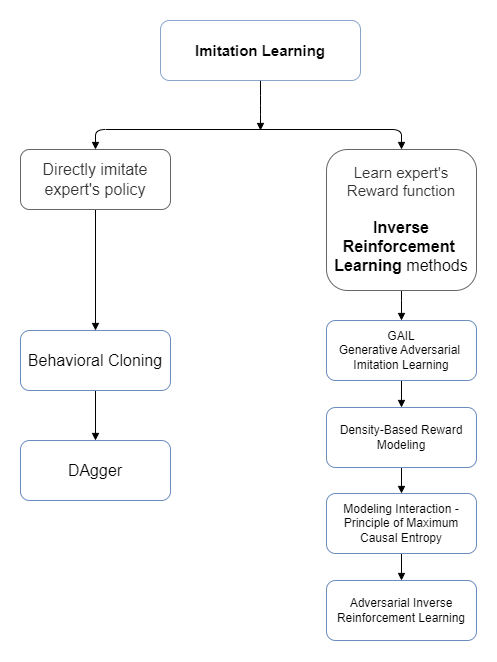 Imitation Learning
Directly imitate
expert's policy
Learn expert's
Reward function
Inverse
Reinforcement
Learning methods
Behavioral Cloning
DAgger
GAIL
Generative Adversarial
Imitation Learning
Density-Based Reward
Modeling
Modeling Interaction -
Principle of Maximum
Causal Entropy
Adversarial Inverse
Reinforcement Learning